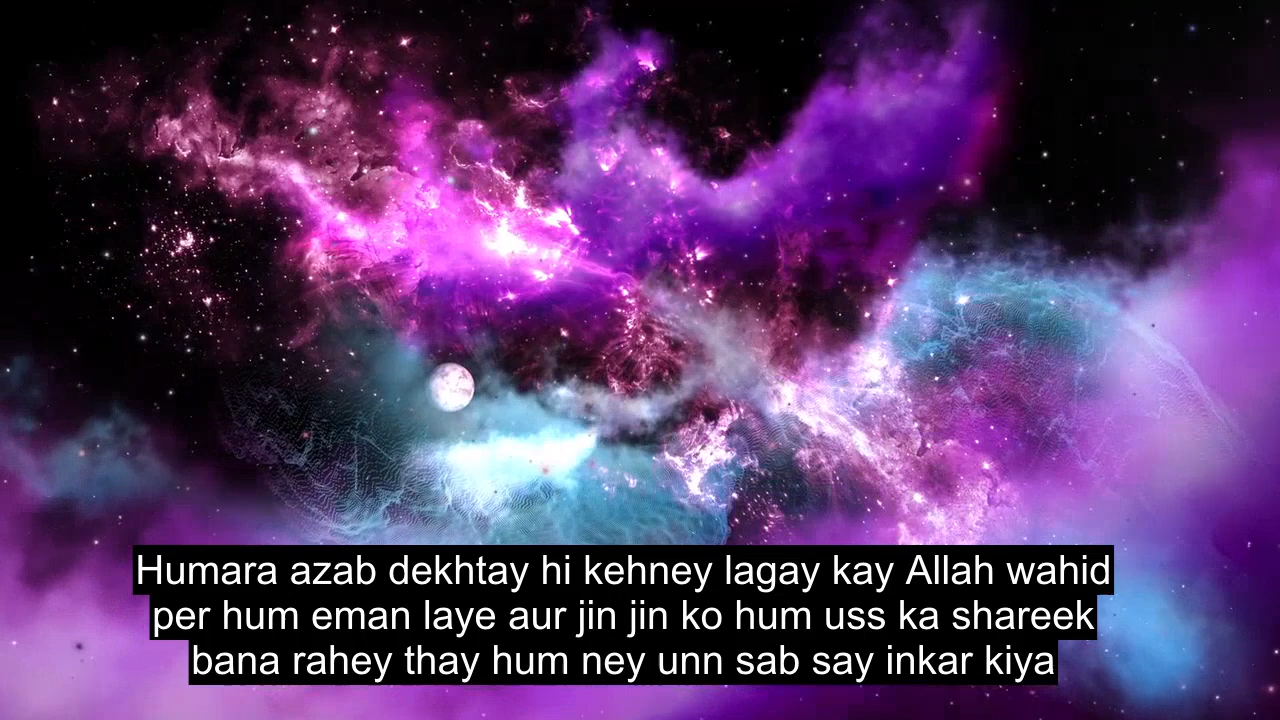 Humara azab dekhtay hi kehney lagay kay Allah wahid
per hum eman laye aur jin jin ko hum uss ka shareek
bana rahey thay hum ney unn sab say inkar kiya